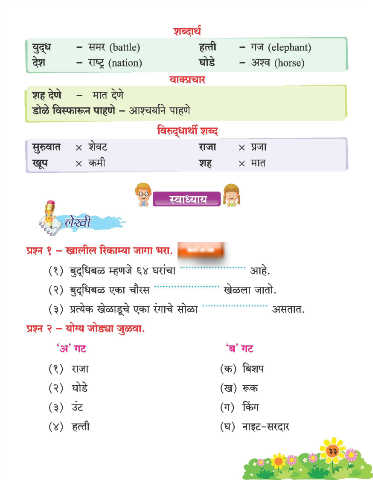 शब्दार्थ
युद्ध – समर (battle) हत्ती – गज (elephant)
देश – राष्ट्र (nation) घोडे – अश्व (horse)
वाक्प्रचार
शह देणे – मात देणे
डोळे विस्फारून पाहणे – आश्चर्याने पाहणे
विरुद्धार्थी शब्द
सुरुवात × शेवट राजा × प्रजा
खूप × कमी शह × मात
स्वाध्याय
लेखी
प्रश्न १ – खालील रिकाम्या जागा भरा.
(१) बुद्धिबळ म्हणजे ६४ घरांचा .................... आहे.
(२) बुद्धिबळ एका चौरस .................... खेळला जातो.
(३) प्रत्येक खेळाडूचे एका रंगाचे सोळा .................... असतात.
प्रश्न २ – योग्य जोड्या जुळवा.
‘अ’ गट ‘ब’ गट
(१) राजा (क) बिशप
(२) घोडे (ख) रूक
(३) उंट (ग) किंग
(४) हत्ती (घ) नाइट-सरदार